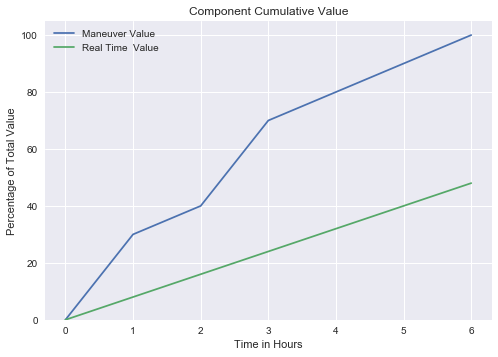 Component Cumulative Value
Maneuver Value
Real Time  Value
Percentage of Total Value
100
80
60
40
20
0
0 1 2 3 4 5 6
Time in Hours